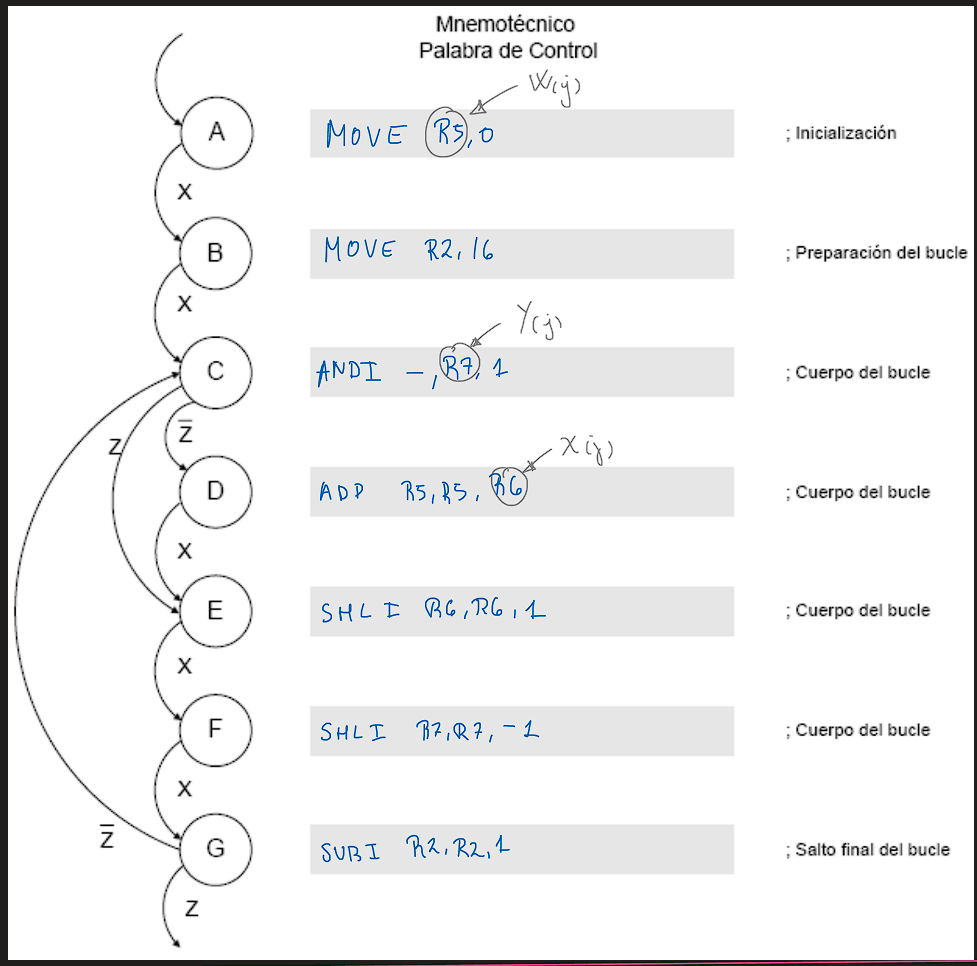 Mnemotécnico
Palabra de Control
W(j)
A
MOVE R5, 0
; Inicialización
X
B
MOVE R2, 16
; Preparación del bucle
X
Y(j)
C
ANDI -, R7, 1
; Cuerpo del bucle
Z
Z̅
X(j)
D
ADD R5, R5, R6
; Cuerpo del bucle
X
E
SHLI R6, R6, 1
; Cuerpo del bucle
X
F
SHLI R7, R7, -1
; Cuerpo del bucle
X
Z̅
G
SUBI R2, R2, 1
; Salto final del bucle
Z